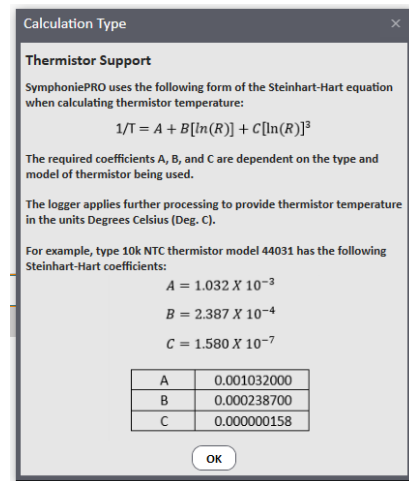 Calculation Type ×
Thermistor Support
SymphoniePRO uses the following form of the Steinhart-Hart equation
when calculating thermistor temperature:
1/T = A + B[ln(R)] + C[ln(R)]³
The required coefficients A, B, and C are dependent on the type and
model of thermistor being used.
The logger applies further processing to provide thermistor temperature
in the units Degrees Celsius (Deg. C).
For example, type 10k NTC thermistor model 44031 has the following
Steinhart-Hart coefficients:
A = 1.032 X 10⁻³
B = 2.387 X 10⁻⁴
C = 1.580 X 10⁻⁷
A 0.001032000
B 0.000238700
C 0.000000158
OK